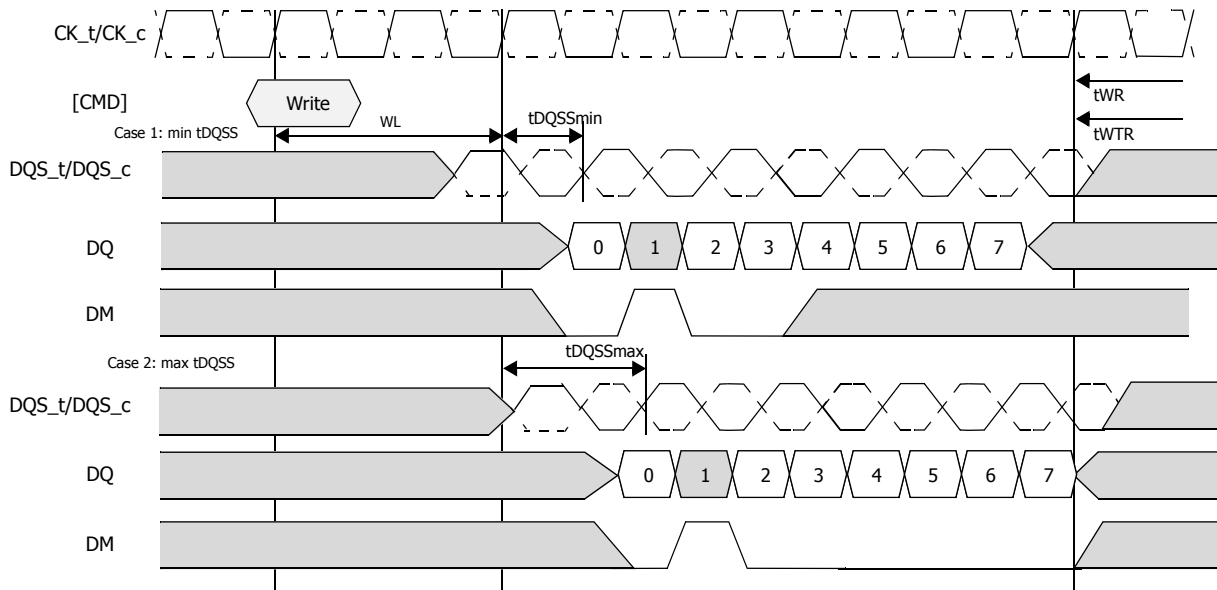 CK_t/CK_c
[CMD]
Write
tWR
WL
tDQSSmin
tWTR
Case 1: min tDQSS
DQS_t/DQS_c
DQ
0 1 2 3 4 5 6 7
DM
Case 2: max tDQSS
tDQSSmax
DQS_t/DQS_c
DQ
0 1 2 3 4 5 6 7
DM